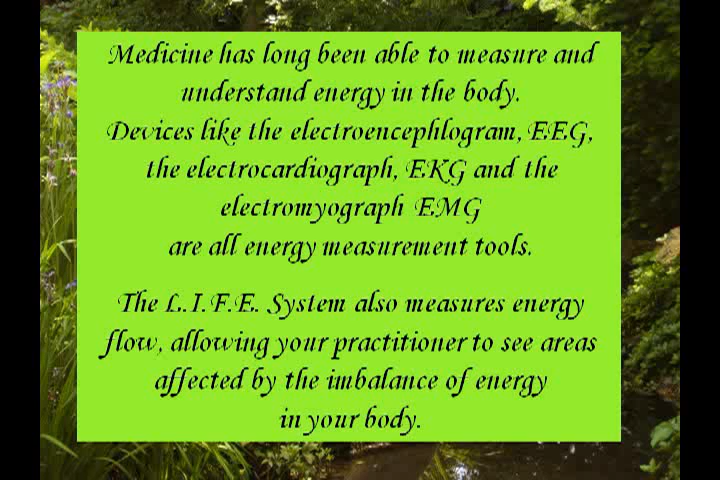 Medicine has long been able to measure and
understand energy in the body.
Devices like the electroencephlogram, EEG,
the electrocardiograph, EKG and the
electromyograph EMG
are all energy measurement tools.
The L.I.F.E. System also measures energy
flow, allowing your practitioner to see areas
affected by the imbalance of energy
in your body.